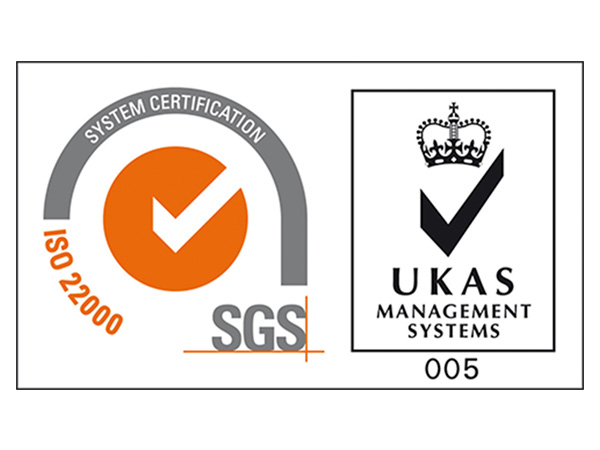 SYSTEM CERTIFICATION
ISO 22000
SGS
UKAS
MANAGEMENT
SYSTEMS
005